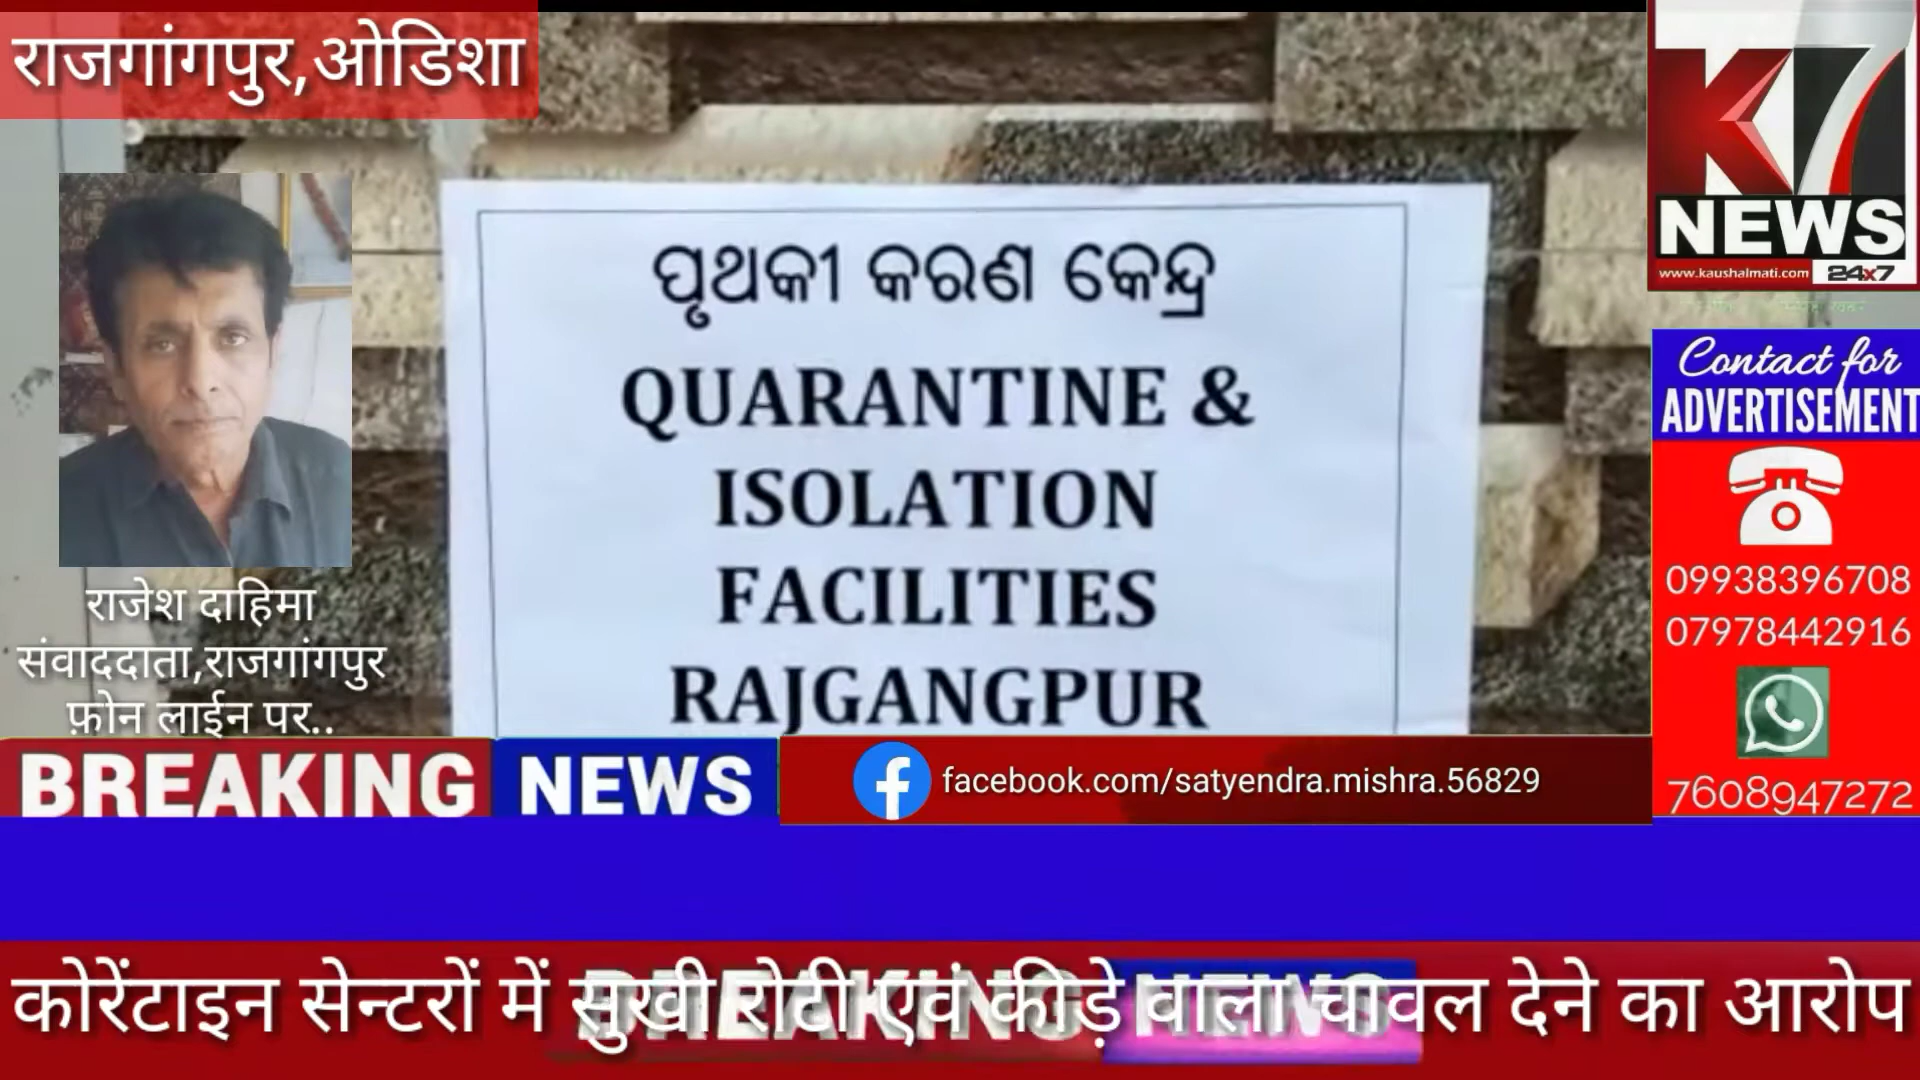 राजगांगपुर,ओडिशा
K7
NEWS
www.kaushalmati.com 24x7
ପୃଥକୀ କରଣ କେନ୍ଦ୍ର
QUARANTINE &
ISOLATION
FACILITIES
RAJGANGPUR
राजेश दाहिमा
संवाददाता,राजगांगपुर
फ़ोन लाईन पर..
Contact for
ADVERTISEMENT
09938396708
07978442916
7608947272
BREAKING NEWS
facebook.com/satyendra.mishra.56829
कोरेंटाइन सेन्टरों में सुखी रोटी एवं कीड़े वाला चावल देने का आरोप
BREAKING NEWS